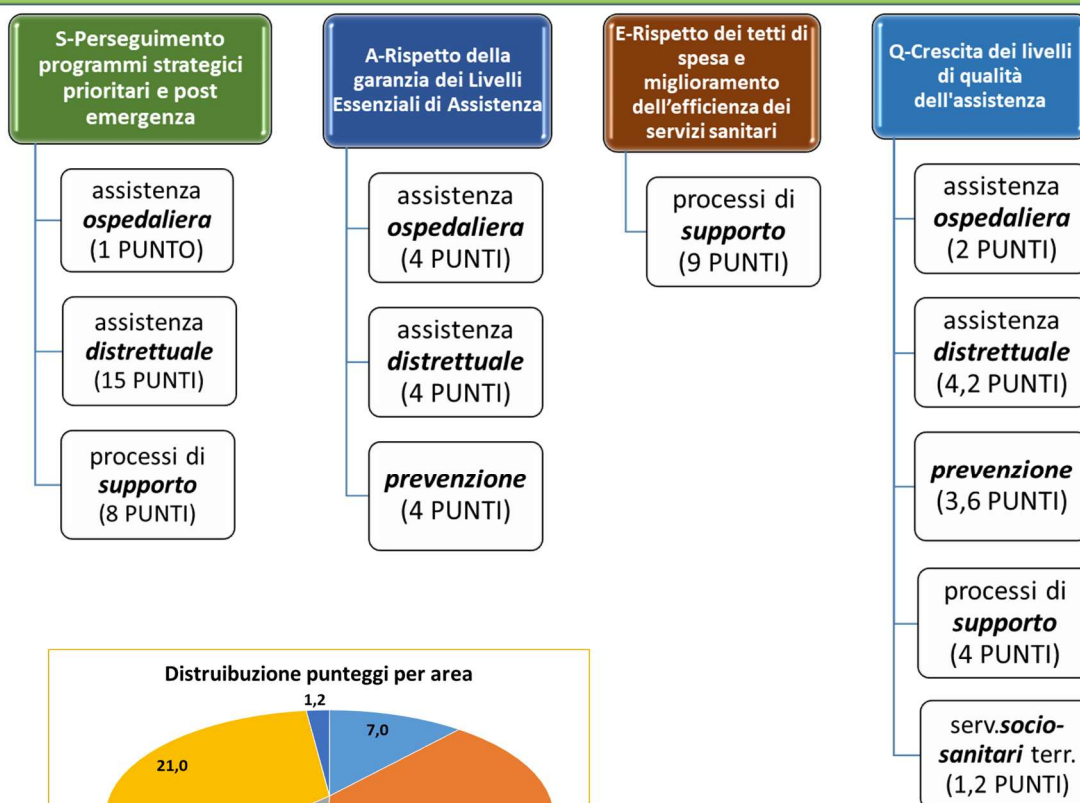 S-Perseguimento
programmi strategici
prioritari e post
emergenza
assistenza
ospedaliera
(1 PUNTO)
assistenza
distrettuale
(15 PUNTI)
processi di
supporto
(8 PUNTI)
A-Rispetto della
garanzia dei Livelli
Essenziali di Assistenza
assistenza
ospedaliera
(4 PUNTI)
assistenza
distrettuale
(4 PUNTI)
prevenzione
(4 PUNTI)
E-Rispetto dei tetti di
spesa e
miglioramento
dell’efficienza dei
servizi sanitari
processi di
supporto
(9 PUNTI)
Q-Crescita dei livelli
di qualità
dell'assistenza
assistenza
ospedaliera
(2 PUNTI)
assistenza
distrettuale
(4,2 PUNTI)
prevenzione
(3,6 PUNTI)
processi di
supporto
(4 PUNTI)
serv.socio-
sanitari terr.
(1,2 PUNTI)
Distruibuzione punteggi per area
1,2
7,0
21,0